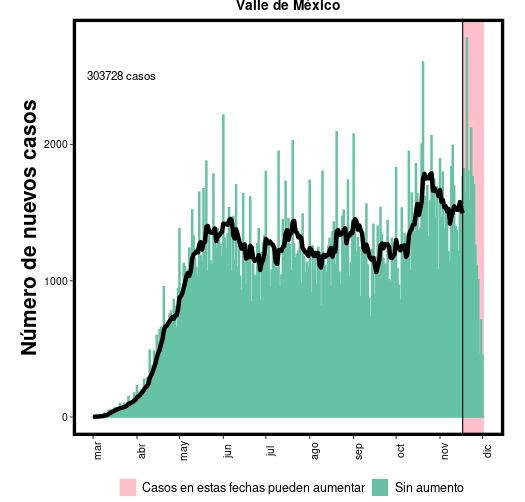 Valle de México
303728 casos
Número de nuevos casos
2000
1000
0
mar
abr
may
jun
jul
ago
sep
oct
nov
dic
Casos en estas fechas pueden aumentar
Sin aumento